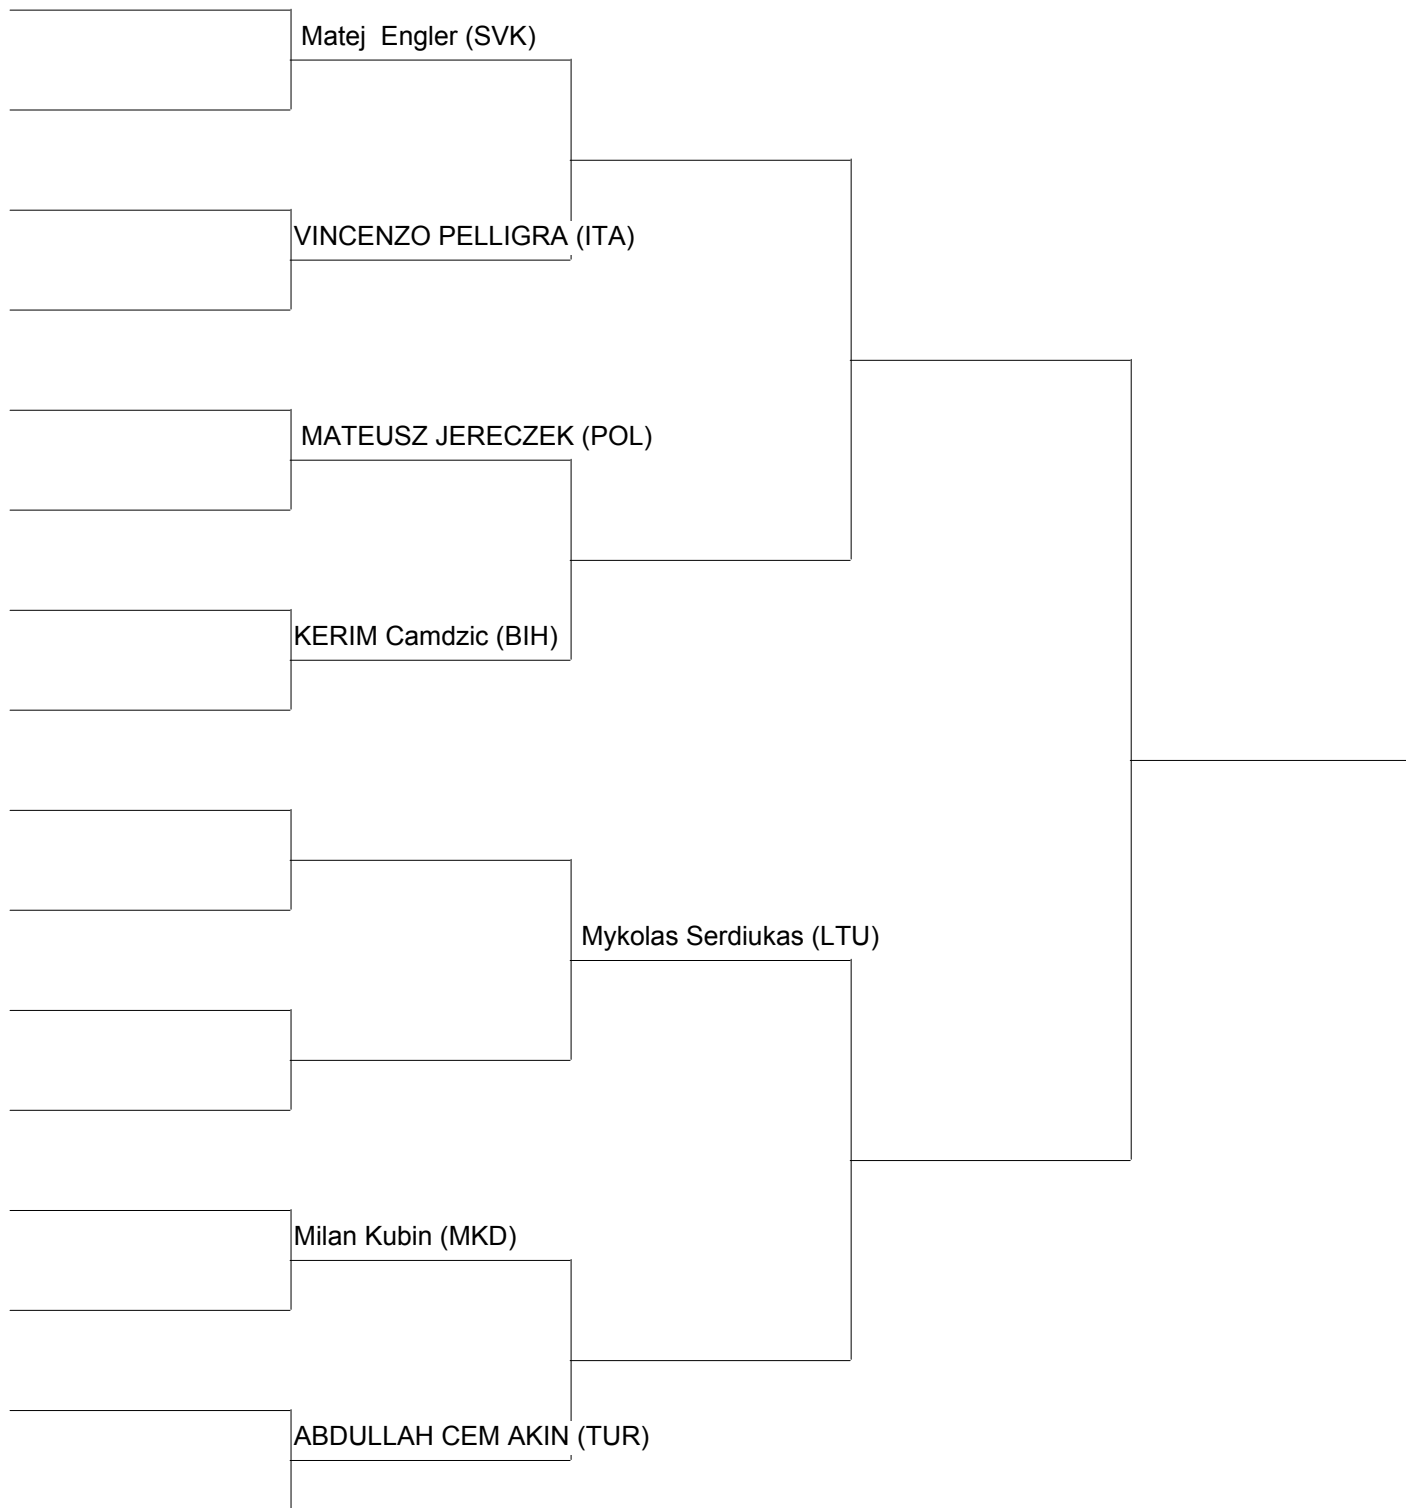 Matej  Engler (SVK)
VINCENZO PELLIGRA (ITA)
MATEUSZ JERECZEK (POL)
KERIM Camdzic (BIH)
Mykolas Serdiukas (LTU)
Milan Kubin (MKD)
ABDULLAH CEM AKIN (TUR)